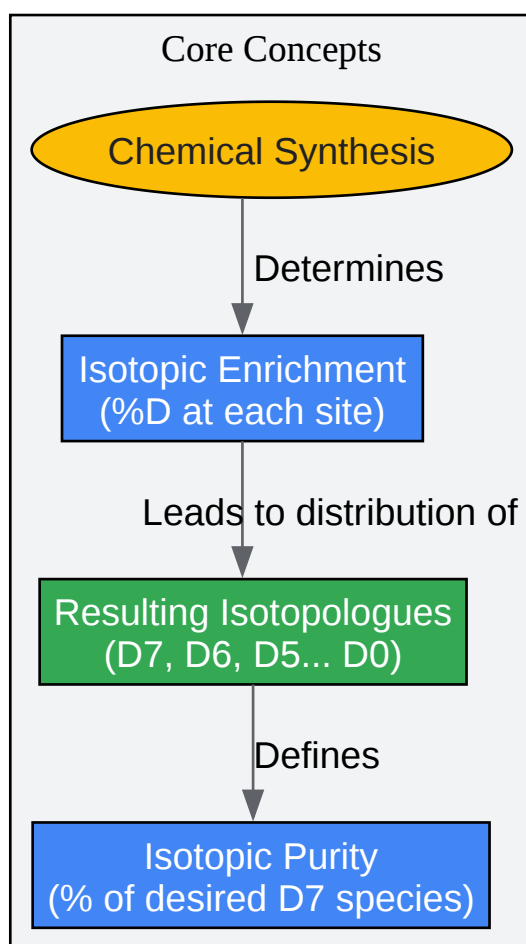 Core Concepts
Chemical Synthesis
Determines
Isotopic Enrichment
(%D at each site)
Leads to distribution of
Resulting Isotopologues
(D7, D6, D5... D0)
Defines
Isotopic Purity
(% of desired D7 species)